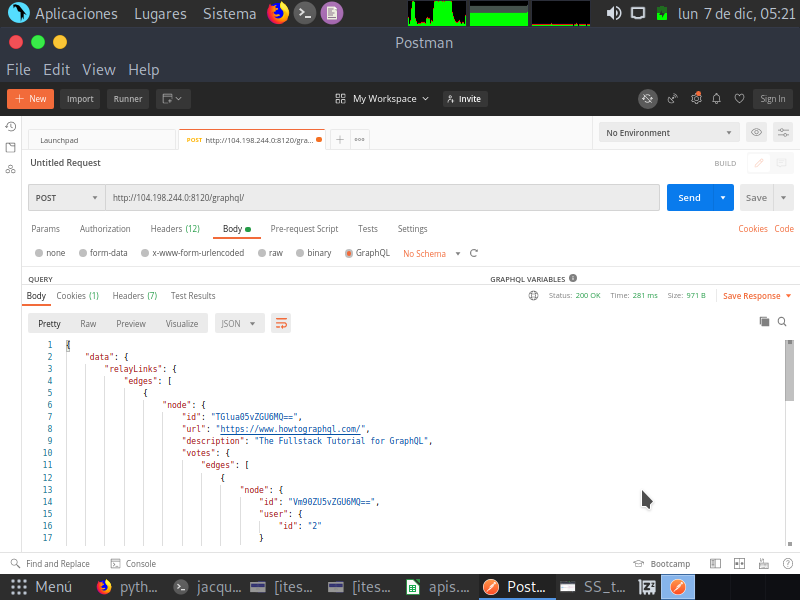 Aplicaciones Lugares Sistema lun 7 de dic, 05:21
Postman
File Edit View Help
New Import Runner My Workspace Invite Sign In
Launchpad POST http://104.198.244.0:8120/gra... No Environment
Untitled Request BUILD
POST http://104.198.244.0:8120/graphql/ Send Save
Params Authorization Headers (12) Body Pre-request Script Tests Settings Cookies Code
none form-data x-www-form-urlencoded raw binary GraphQL No Schema
QUERY GRAPHQL VARIABLES
Body Cookies (1) Headers (7) Test Results Status: 200 OK Time: 281 ms Size: 971 B Save Response
Pretty Raw Preview Visualize JSON
1 {
2 "data": {
3 "relayLinks": {
4 "edges": [
5 {
6 "node": {
7 "id": "TGlua05vZGU6MQ==",
8 "url": "https://www.howtographql.com/",
9 "description": "The Fullstack Tutorial for GraphQL",
10 "votes": {
11 "edges": [
12 {
13 "node": {
14 "id": "Vm90ZU5vZGU6MQ==",
15 "user": {
16 "id": "2"
17 }
Find and Replace Console Bootcamp
Menú pyth... jacqu... [ites... [ites... apis.... Post... SS_t...